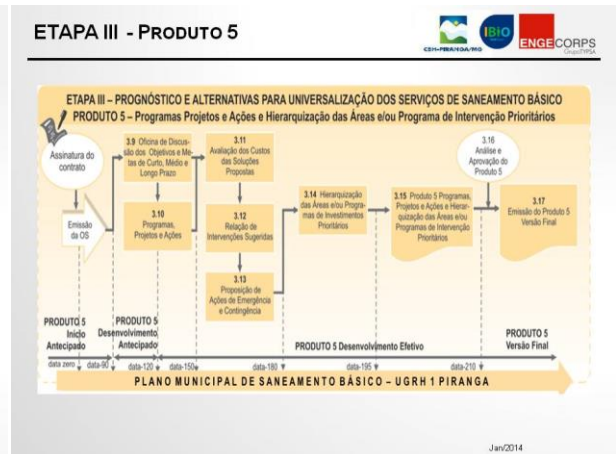 ETAPA III - PRODUTO 5
CBH-PIRANGA/MG
IBIO
ENGECORPS
Grupo TYPSA
ETAPA III – PROGNÓSTICO E ALTERNATIVAS PARA UNIVERSALIZAÇÃO DOS SERVIÇOS DE SANEAMENTO BÁSICO
PRODUTO 5 – Programas Projetos e Ações e Hierarquização das Áreas e/ou Programa de Intervenção Prioritários
Assinatura do
contrato
Emissão
da OS
3.9 Oficina de Discus-
são dos Objetivos e Me-
tas de Curto, Médio e
Longo Prazo
3.10
Programas,
Projetos e Ações
3.11
Avaliação dos Custos
das Soluções
Propostas
3.12
Relação de
Intervenções Sugeridas
3.13
Proposição de
Ações de Emergência
e Contingência
3.14 Hierarquização
das Áreas e/ou Progra-
mas de Investimentos
Prioritários
3.15 Produto 5 Programas,
Projetos e Ações e Hierar-
quização das Áreas e/ou
Programas de Intervenção
Prioritários
3.16
Análise e
Aprovação do
Produto 5
3.17
Emissão do Produto 5
Versão Final
PRODUTO 5
Início
Antecipado
PRODUTO 5
Desenvolvimento
Antecipado
PRODUTO 5 Desenvolvimento Efetivo
PRODUTO 5
Versão Final
data zero
data-90
data-120
data-150
data-180
data-195
data-210
PLANO MUNICIPAL DE SANEAMENTO BÁSICO – UGRH 1 PIRANGA
Jan/2014